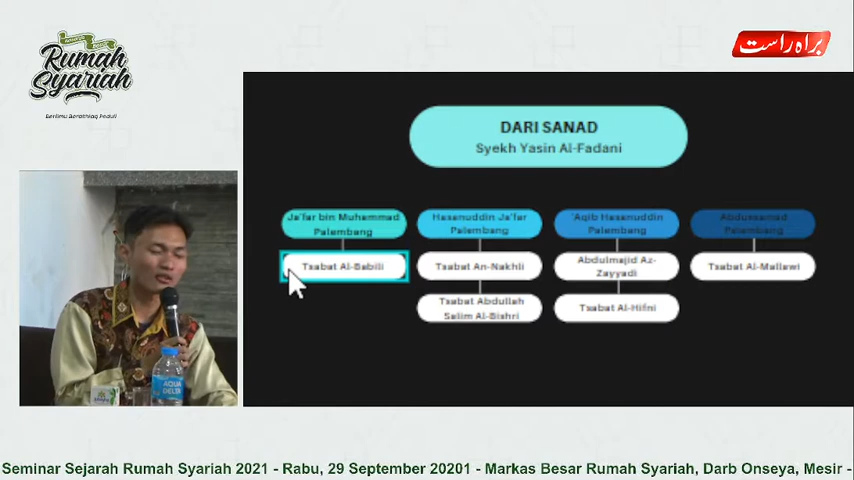 Rumah
Syariah
Berilmu Berakhlaq Peduli
براہ راست
DARI SANAD
Syekh Yasin Al-Fadani
Ja'far bin Muhammad
Palembang
Hasanuddin Ja'far
Palembang
'Aqib Hasanuddin
Palembang
Abdussamad
Palembang
Tsabat Al-Babili
Tsabat An-Nakhli
Abdulmajid Az-
Zayyadi
Tsabat Al-Mallawi
Tsabat Abdullah
Salim Al-Bishri
Tsabat Al-Hifni
AQUA
Seminar Sejarah Rumah Syariah 2021 - Rabu, 29 September 20201 - Markas Besar Rumah Syariah, Darb Onseya, Mesir -